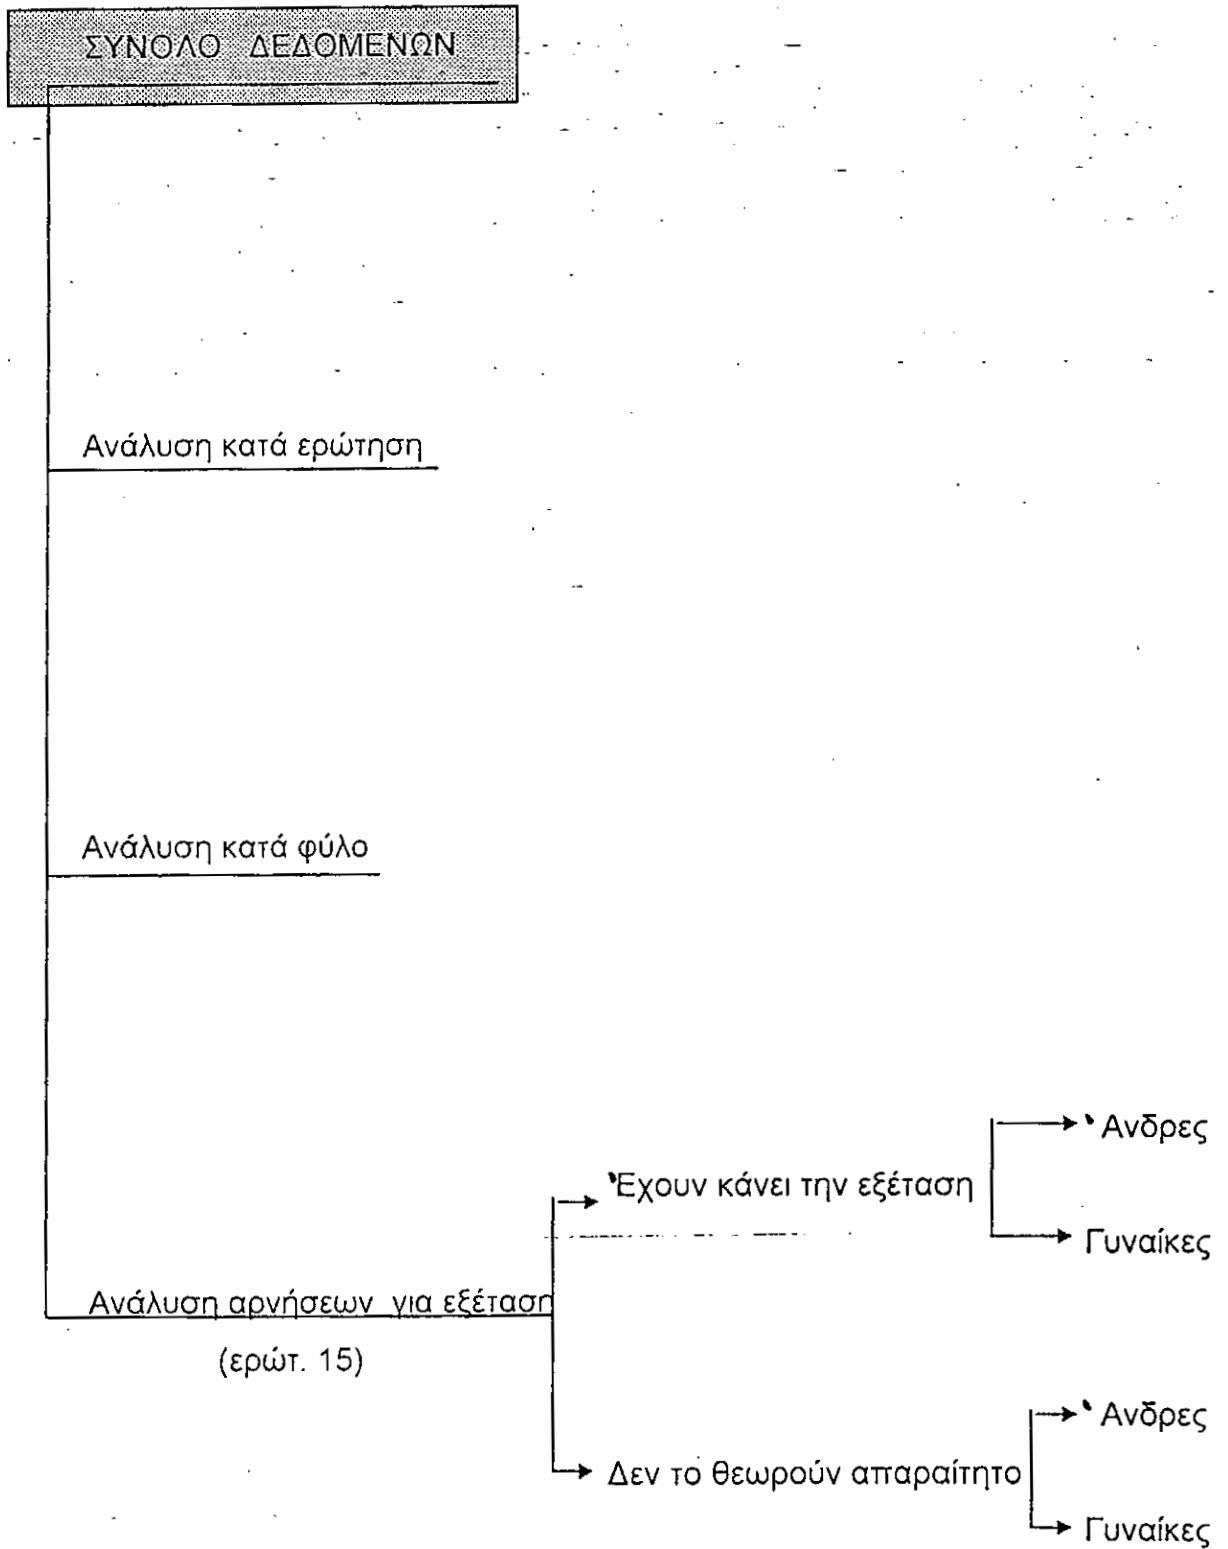 ΣΥΝΟΛΟ ΔΕΔΟΜΕΝΩΝ
Ανάλυση κατά ερώτηση
Ανάλυση κατά φύλο
Άνδρες
Έχουν κάνει την εξέταση
Γυναίκες
Ανάλυση αρνήσεων για εξέταση
(ερώτ. 15)
Άνδρες
Δεν το θεωρούν απαραίτητο
Γυναίκες